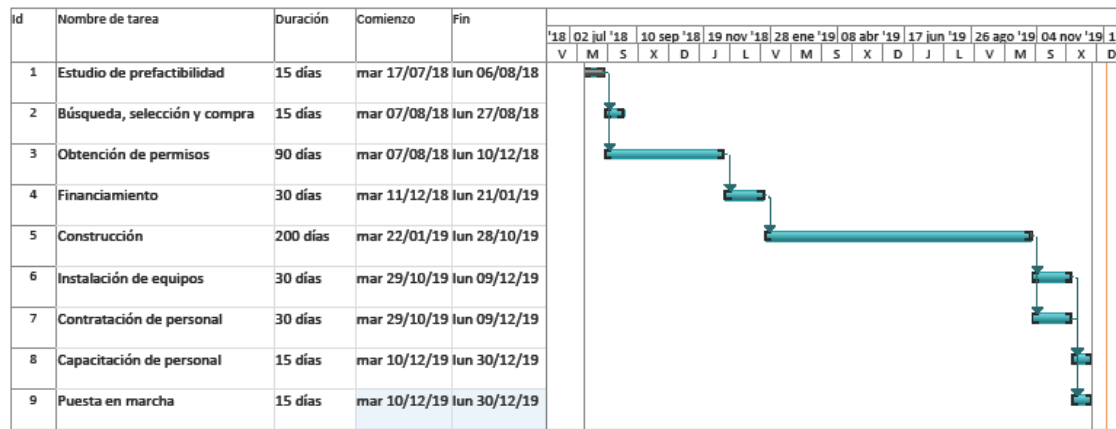 Id Nombre de tarea Duración Comienzo Fin
'18 02 jul '18 10 sep '18 19 nov '18 28 ene '19 08 abr '19 17 jun '19 26 ago '19 04 nov '19 1
V M S X D J L V M S X D J L V M S X D
1 Estudio de prefactibilidad 15 días mar 17/07/18 lun 06/08/18
2 Búsqueda, selección y compra 15 días mar 07/08/18 lun 27/08/18
3 Obtención de permisos 90 días mar 07/08/18 lun 10/12/18
4 Financiamiento 30 días mar 11/12/18 lun 21/01/19
5 Construcción 200 días mar 22/01/19 lun 28/10/19
6 Instalación de equipos 30 días mar 29/10/19 lun 09/12/19
7 Contratación de personal 30 días mar 29/10/19 lun 09/12/19
8 Capacitación de personal 15 días mar 10/12/19 lun 30/12/19
9 Puesta en marcha 15 días mar 10/12/19 lun 30/12/19